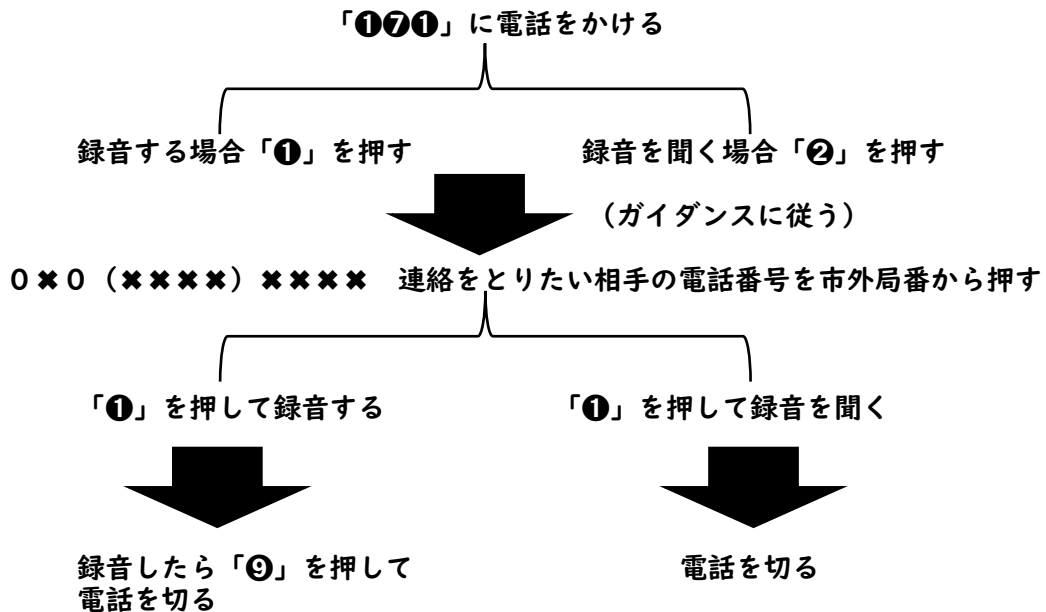 「❶❼❶」に電話をかける
録音する場合「❶」を押す
録音を聞く場合「❷」を押す
（ガイダンスに従う）
０✖０（✖✖✖✖）✖✖✖✖　連絡をとりたい相手の電話番号を市外局番から押す
「❶」を押して録音する
「❶」を押して録音を聞く
録音したら「❾」を押して
電話を切る
電話を切る